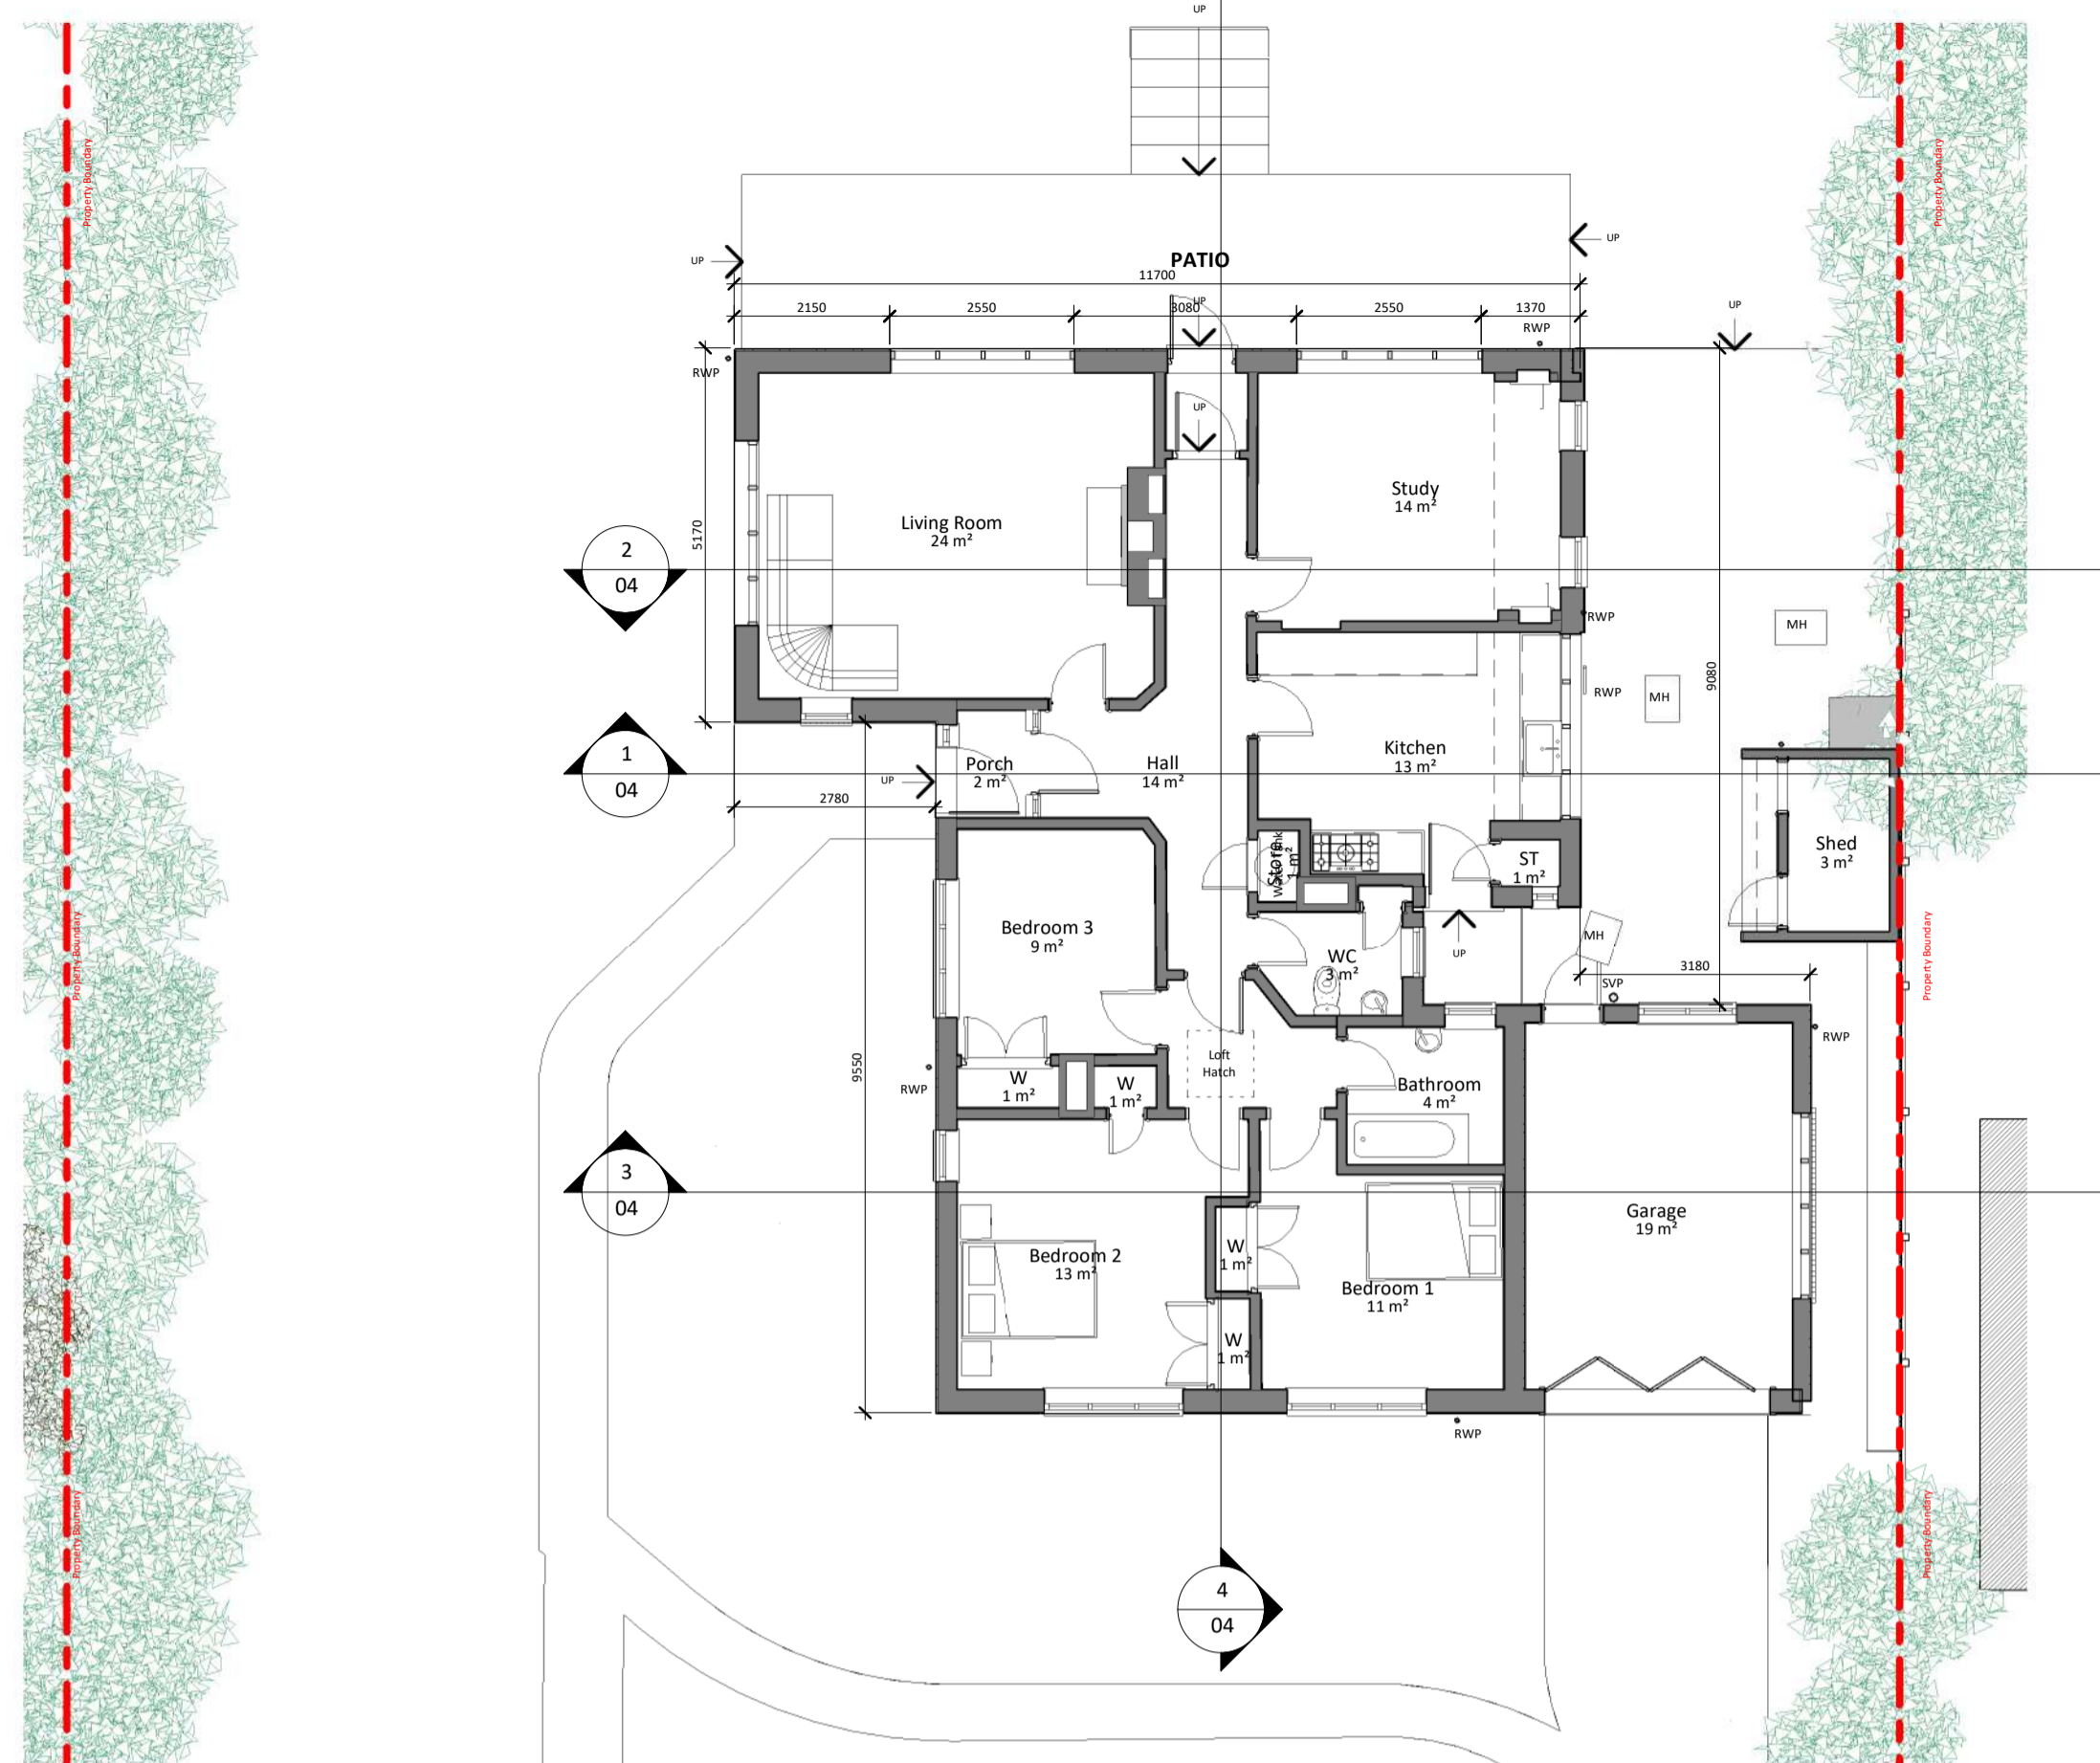 UP
Property Boundary
Property Boundary
UP
UP
PATIO
11700
2150
2550
3080
UP
2550
1370
RWP
UP
RWP
UP
Study
14 m²
Living Room
24 m²
5170
2
04
RWP
MH
9080
RWP
MH
1
04
UP
Porch
2 m²
Hall
14 m²
Kitchen
13 m²
2780
Store
1 m²
ST
1 m²
Shed
3 m²
Bedroom 3
9 m²
WC
3 m²
UP
MH
3180
SVP
Property Boundary
Property Boundary
RWP
9550
RWP
Loft
Hatch
W
1 m²
W
1 m²
Bathroom
4 m²
3
04
Garage
19 m²
Bedroom 2
13 m²
W
1 m²
Bedroom 1
11 m²
W
1 m²
RWP
Property Boundary
Property Boundary
4
04